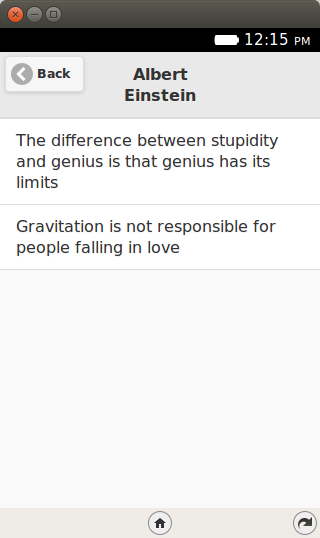 12:15 PM
Back
Albert
Einstein
The difference between stupidity
and genius is that genius has its
limits
Gravitation is not responsible for
people falling in love